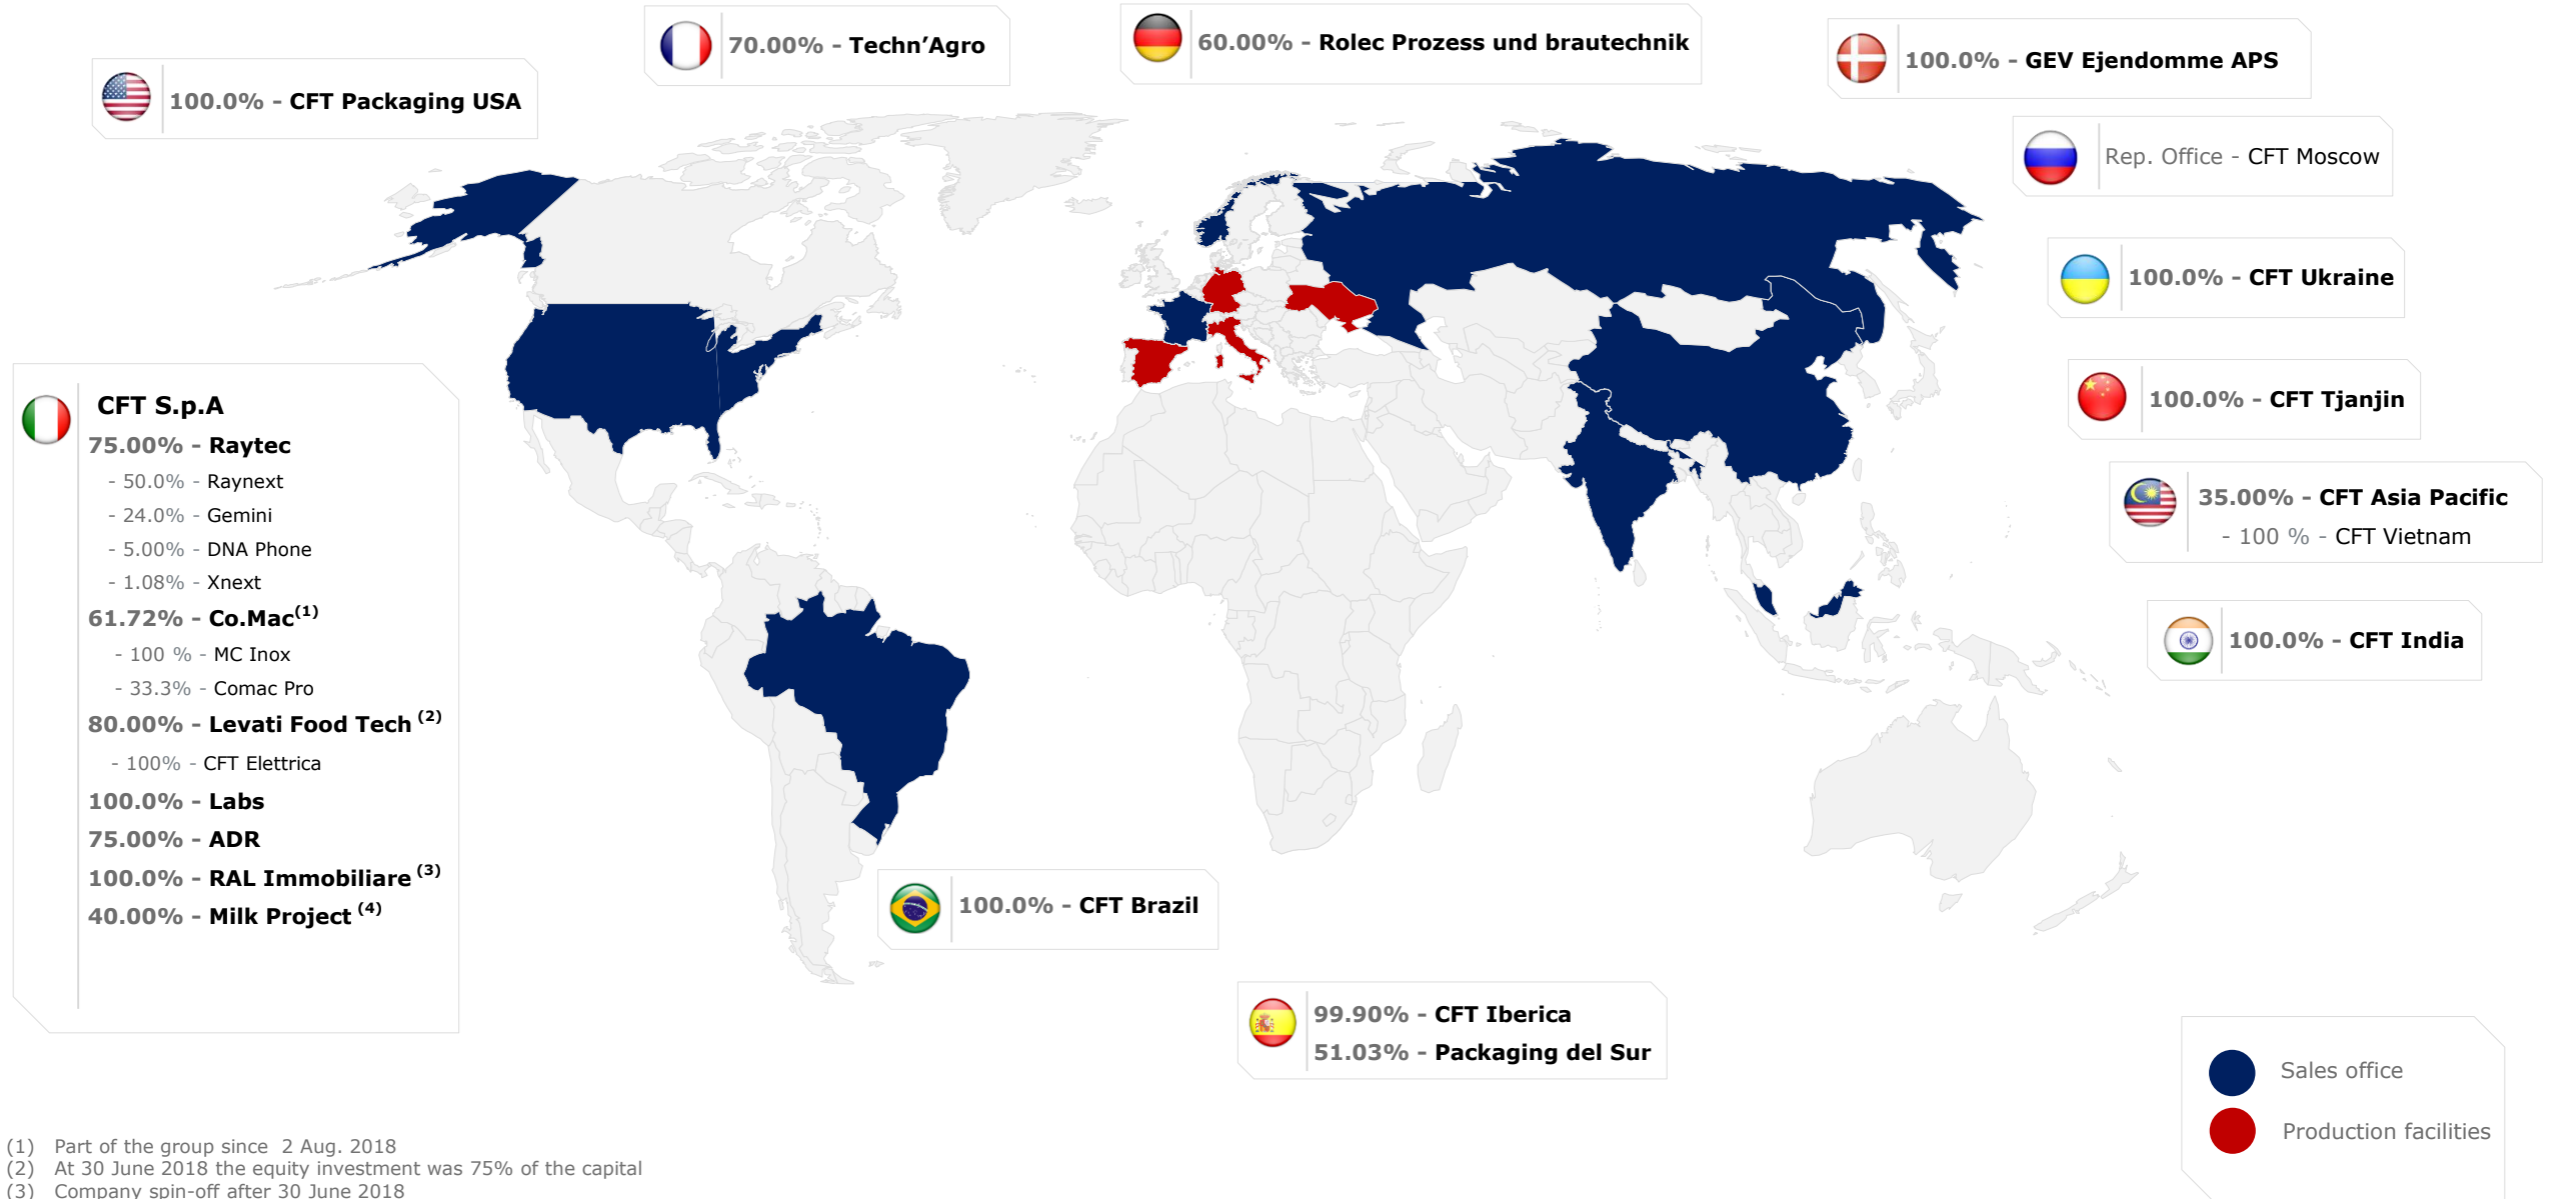 70.00% - Techn’Agro
60.00% - Rolec Prozess und brautechnik
100.0% - GEV Ejendomme APS
100.0% - CFT Packaging USA
Rep. Office - CFT Moscow
100.0% - CFT Ukraine
100.0% - CFT Tjanjin
35.00% - CFT Asia Pacific
- 100 % - CFT Vietnam
100.0% - CFT India
CFT S.p.A
75.00% - Raytec
- 50.0% - Raynext
- 24.0% - Gemini
- 5.00% - DNA Phone
- 1.08% - Xnext
61.72% - Co.Mac(1)
- 100 % - MC Inox
- 33.3% - Comac Pro
80.00% - Levati Food Tech (2)
- 100% - CFT Elettrica
100.0% - Labs
75.00% - ADR
100.0% - RAL Immobiliare (3)
40.00% - Milk Project (4)
100.0% - CFT Brazil
99.90% - CFT Iberica
51.03% - Packaging del Sur
Sales office
Production facilities
(1) Part of the group since 2 Aug. 2018
(2) At 30 June 2018 the equity investment was 75% of the capital
(3) Company spin-off after 30 June 2018